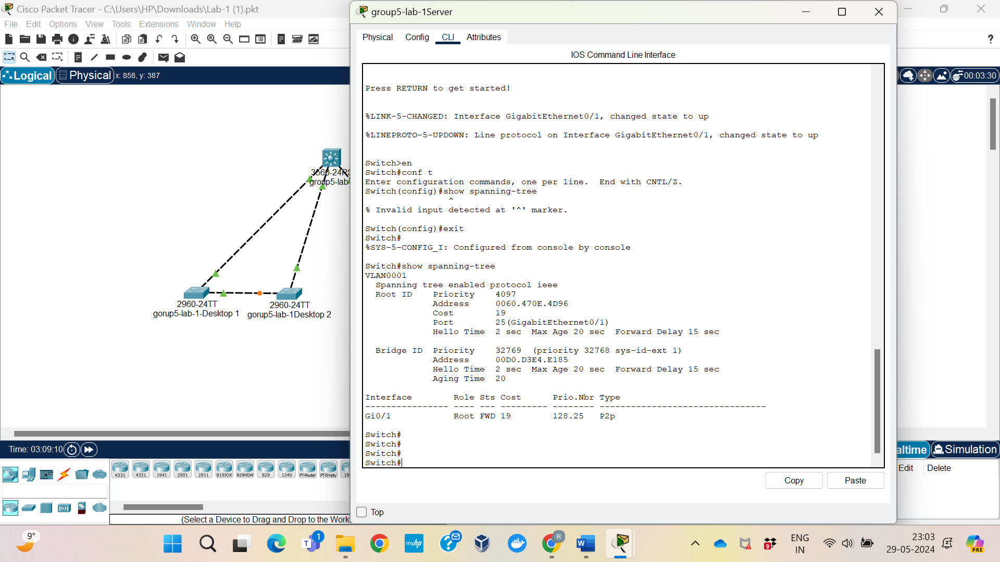 Cisco Packet Tracer - C:\Users\HP\Downloads\Lab-1 (1).pkt
File Edit Options View Tools Extensions Window Help
Logical Physical x: 858, y: 387
3560-24PS
group5-lab
2960-24TT
gorup5-lab-1-Desktop 1
2960-24TT
gorup5-lab-1Desktop 2
Time: 03:09:10
4331 4321 1941 2901 2911 819IOX 819HGW 829 1240 PT-Router PT-Empty 18
(Select a Device to Drag and Drop to the Work
group5-lab-1Server
Physical Config CLI Attributes
IOS Command Line Interface
Press RETURN to get started!
%LINK-5-CHANGED: Interface GigabitEthernet0/1, changed state to up
%LINEPROTO-5-UPDOWN: Line protocol on Interface GigabitEthernet0/1, changed state to up
Switch>en
Switch#conf t
Enter configuration commands, one per line.  End with CNTL/Z.
Switch(config)#show spanning-tree
^
% Invalid input detected at '^' marker.
Switch(config)#exit
Switch#
%SYS-5-CONFIG_I: Configured from console by console
Switch#show spanning-tree
VLAN0001
Spanning tree enabled protocol ieee
Root ID    Priority    4097
Address     0060.470E.4D96
Cost        19
Port        25(GigabitEthernet0/1)
Hello Time  2 sec  Max Age 20 sec  Forward Delay 15 sec
Bridge ID  Priority    32769  (priority 32768 sys-id-ext 1)
Address     00D0.D3E4.E185
Hello Time  2 sec  Max Age 20 sec  Forward Delay 15 sec
Aging Time  20
Interface        Role Sts Cost      Prio.Nbr Type
---------------- ---- --- --------- -------- --------------------------------
Gi0/1            Root FWD 19        128.25   P2p
Switch#
Switch#
Switch#
Switch#
Copy Paste
Top
?
00:03:30
altime Simulation
Edit Delete
9°
1
T
myhp
?
R
W
9
ENG
IN
23:03
29-05-2024
PRE